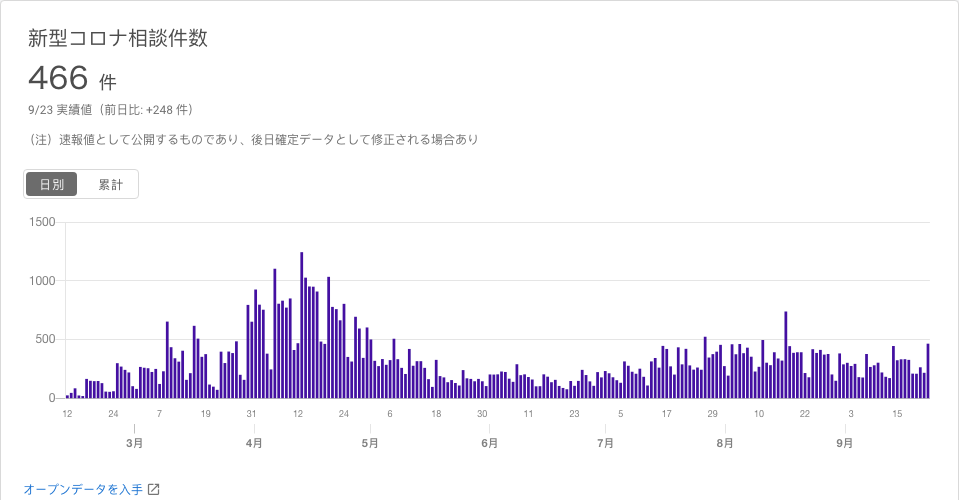 新型コロナ相談件数
466 件
9/23 実績値（前日比: +248 件）
（注）速報値として公開するものであり、後日確定データとして修正される場合あり
日別 累計
1500
1000
500
0
12 24 7 19 31 12 24 6 18 30 11 23 5 17 29 10 22 3 15
3月 4月 5月 6月 7月 8月 9月
オープンデータを入手